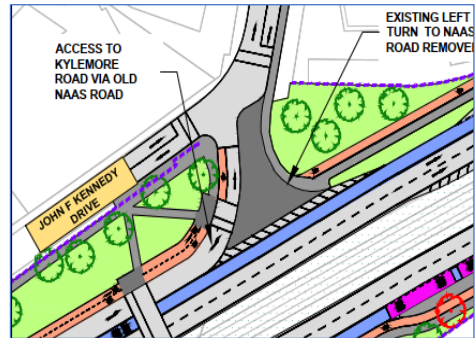 ACCESS TO
KYLEMORE
ROAD VIA OLD
NAAS ROAD
EXISTING LEFT
TURN TO NAAS
ROAD REMOVE
JOHN F KENNEDY
DRIVE